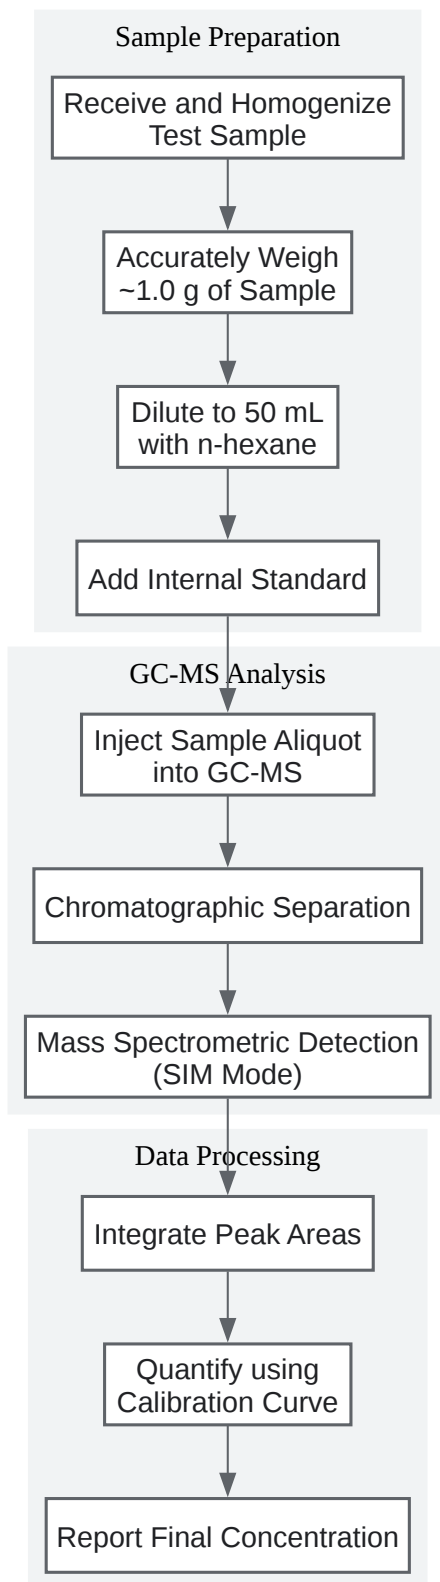 Sample Preparation
Receive and Homogenize
Test Sample
Accurately Weigh
~1.0 g of Sample
Dilute to 50 mL
with n-hexane
Add Internal Standard
GC-MS Analysis
Inject Sample Aliquot
into GC-MS
Chromatographic Separation
Mass Spectrometric Detection
(SIM Mode)
Data Processing
Integrate Peak Areas
Quantify using
Calibration Curve
Report Final Concentration